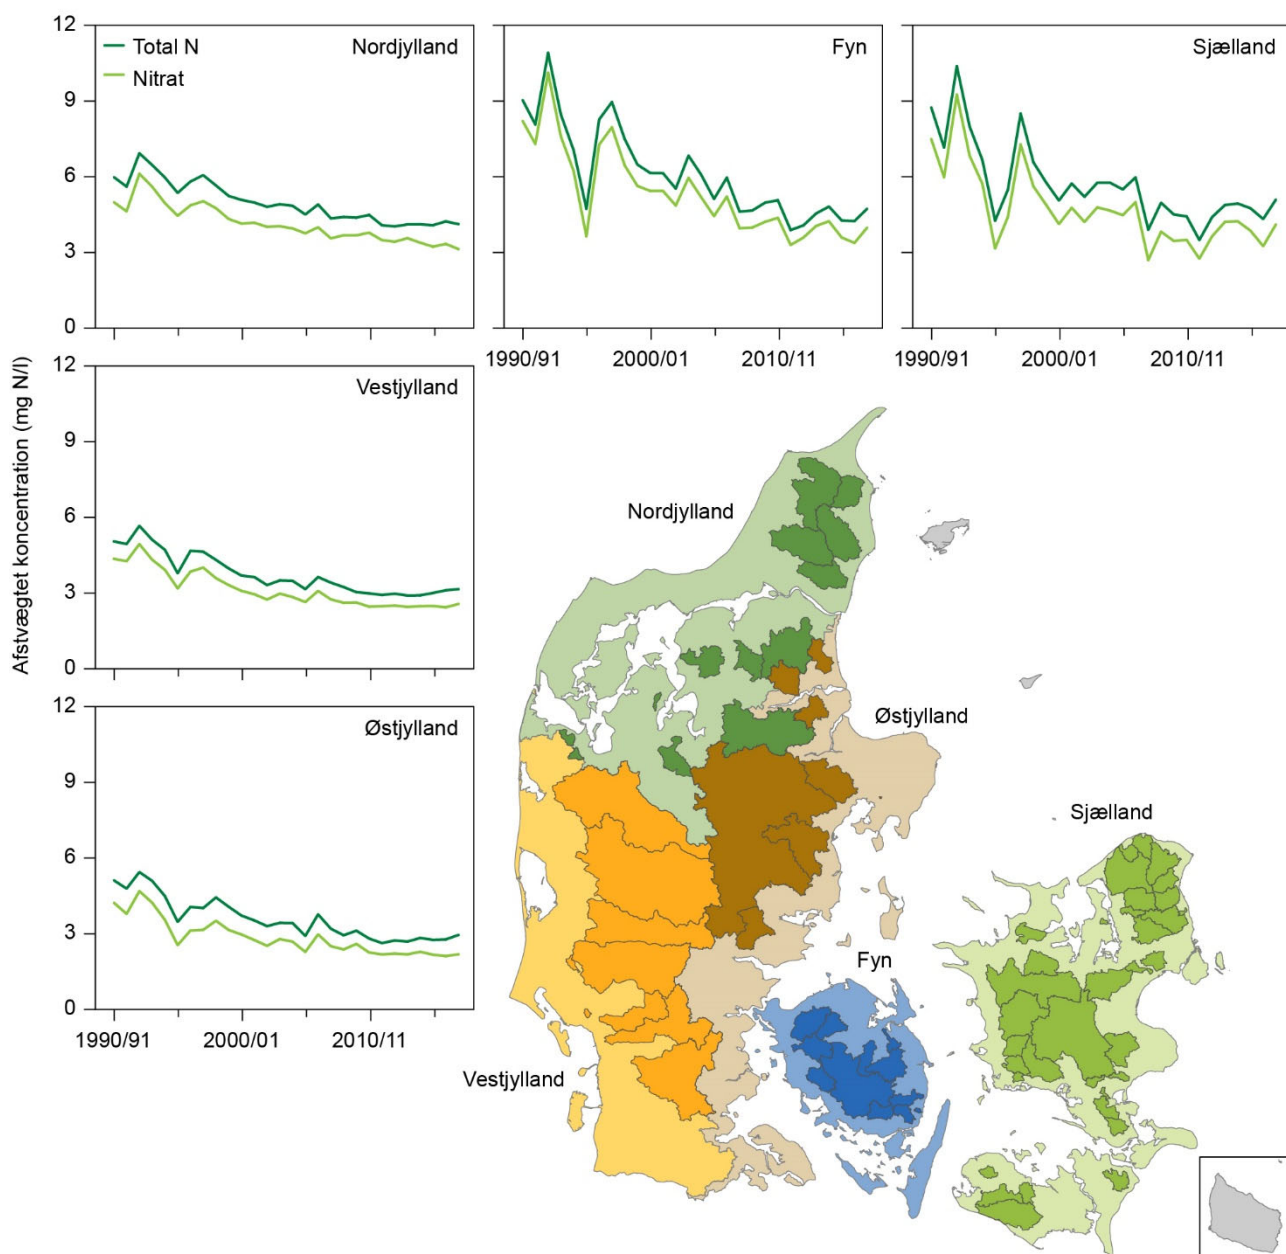 Afstvægtet koncentration (mg N/l)
12
9
6
3
0
Total N
Nitrat
Nordjylland
Fyn
1990/91
2000/01
2010/11
Sjælland
1990/91
2000/01
2010/11
12
9
6
3
0
Vestjylland
12
9
6
3
0
Østjylland
1990/91
2000/01
2010/11
Nordjylland
Østjylland
Sjælland
Fyn
Vestjylland